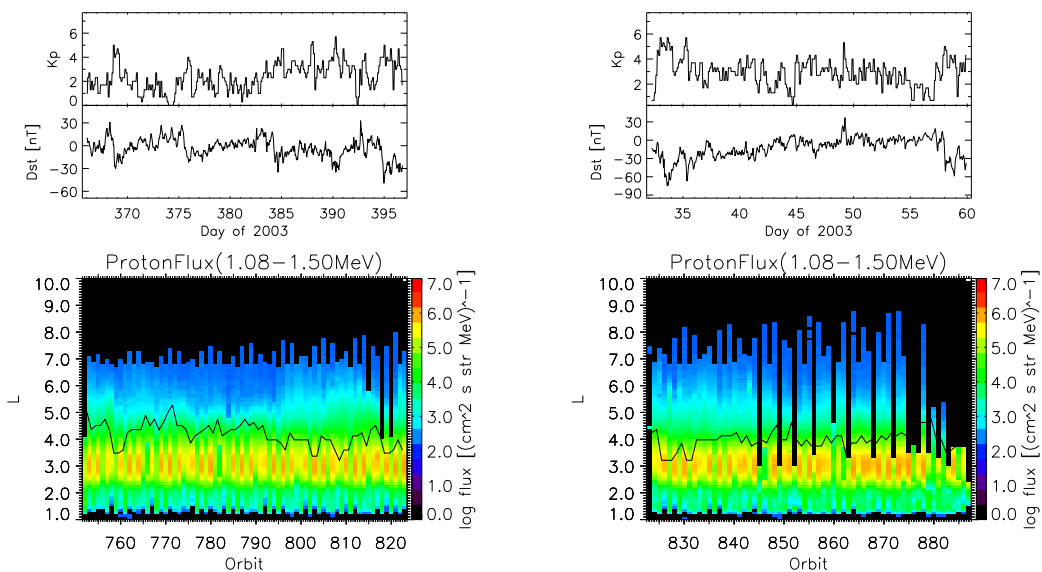 6
4
2
0
Kp
30
0
−30
−60
Dst [nT]
370 375 380 385 390 395
Day of 2003
ProtonFlux(1.08−1.50MeV)
10.0
9.0
8.0
7.0
6.0
5.0
4.0
3.0
2.0
1.0
L
760 770 780 790 800 810 820
Orbit
7.0
6.0
5.0
4.0
3.0
2.0
1.0
0.0
log flux [(cm^2 s str MeV)^−1]
6
4
2
Kp
30
0
−30
−60
−90
Dst [nT]
35 40 45 50 55 60
Day of 2003
ProtonFlux(1.08−1.50MeV)
10.0
9.0
8.0
7.0
6.0
5.0
4.0
3.0
2.0
1.0
L
830 840 850 860 870 880
Orbit
7.0
6.0
5.0
4.0
3.0
2.0
1.0
0.0
log flux [(cm^2 s str MeV)^−1]